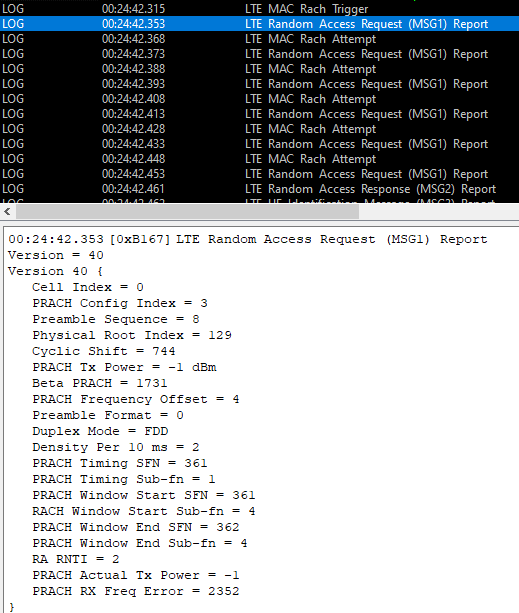 LOG 00:24:42.315 LTE MAC Rach Trigger
LOG 00:24:42.353 LTE Random Access Request (MSG1) Report
LOG 00:24:42.368 LTE MAC Rach Attempt
LOG 00:24:42.373 LTE Random Access Request (MSG1) Report
LOG 00:24:42.388 LTE MAC Rach Attempt
LOG 00:24:42.393 LTE Random Access Request (MSG1) Report
LOG 00:24:42.408 LTE MAC Rach Attempt
LOG 00:24:42.413 LTE Random Access Request (MSG1) Report
LOG 00:24:42.428 LTE MAC Rach Attempt
LOG 00:24:42.433 LTE Random Access Request (MSG1) Report
LOG 00:24:42.448 LTE MAC Rach Attempt
LOG 00:24:42.453 LTE Random Access Request (MSG1) Report
LOG 00:24:42.461 LTE Random Access Response (MSG2) Report
00:24:42.353 [0xB167] LTE Random Access Request (MSG1) Report
Version = 40
Version 40 {
Cell Index = 0
PRACH Config Index = 3
Preamble Sequence = 8
Physical Root Index = 129
Cyclic Shift = 744
PRACH Tx Power = -1 dBm
Beta PRACH = 1731
PRACH Frequency Offset = 4
Preamble Format = 0
Duplex Mode = FDD
Density Per 10 ms = 2
PRACH Timing SFN = 361
PRACH Timing Sub-fn = 1
PRACH Window Start SFN = 361
RACH Window Start Sub-fn = 4
PRACH Window End SFN = 362
PRACH Window End Sub-fn = 4
RA RNTI = 2
PRACH Actual Tx Power = -1
PRACH RX Freq Error = 2352
}